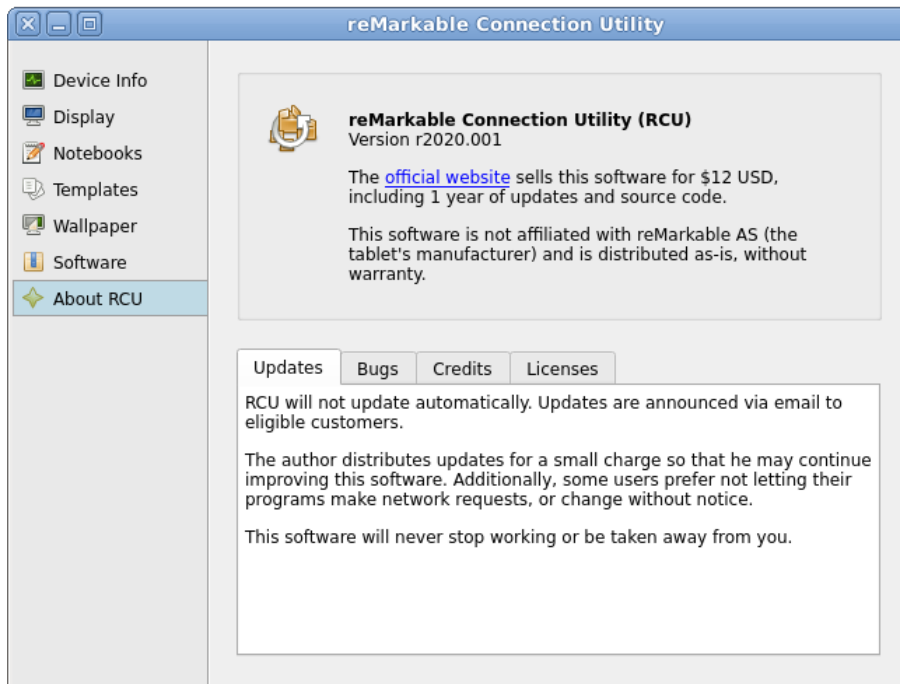 reMarkable Connection Utility
Device Info
Display
Notebooks
Templates
Wallpaper
Software
About RCU
reMarkable Connection Utility (RCU)
Version r2020.001
The official website sells this software for $12 USD,
including 1 year of updates and source code.
This software is not affiliated with reMarkable AS (the
tablet's manufacturer) and is distributed as-is, without
warranty.
Updates
Bugs
Credits
Licenses
RCU will not update automatically. Updates are announced via email to
eligible customers.
The author distributes updates for a small charge so that he may continue
improving this software. Additionally, some users prefer not letting their
programs make network requests, or change without notice.
This software will never stop working or be taken away from you.